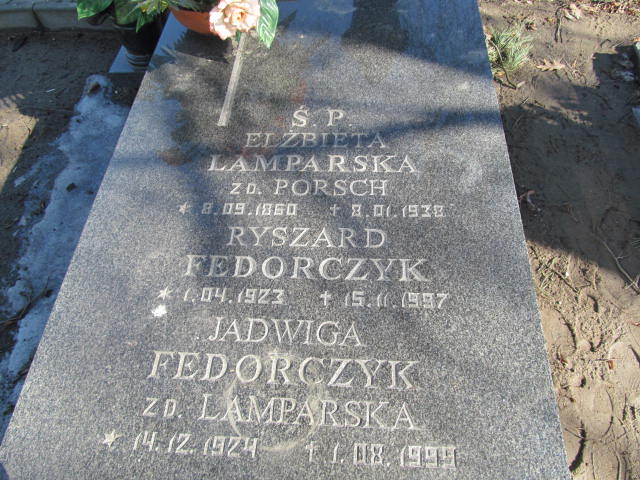 Ś. P.
ELŻBIETA
LAMPARSKA
ZD. PORSCH
* 8.09.1860 + 8.01.1938
RYSZARD
FEDORCZYK
* 1.04.1923 + 15.11.1997
JADWIGA
FEDORCZYK
ZD. LAMPARSKA
* 14.12.1924 + 1.08.1999